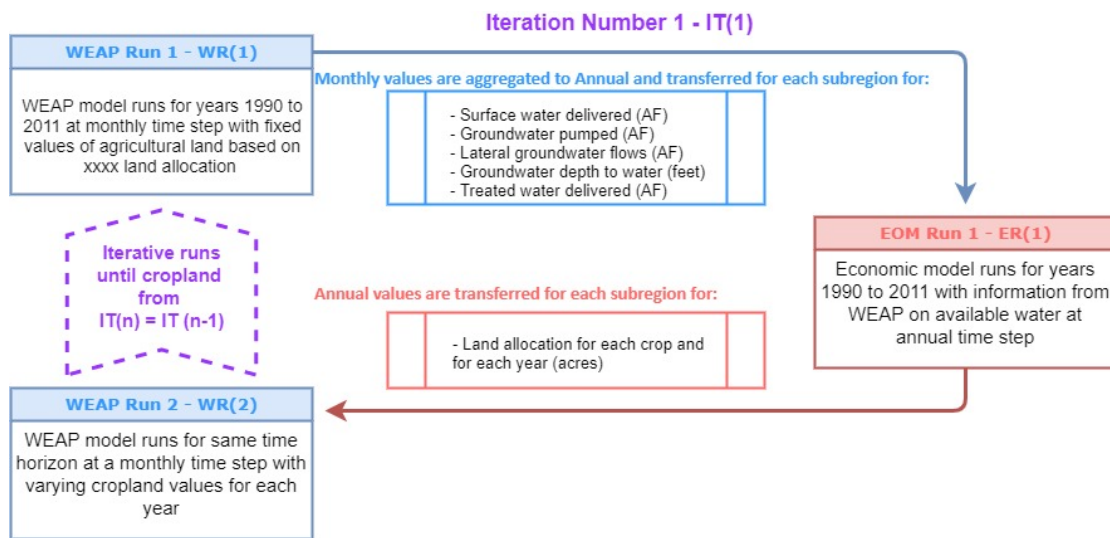 Iteration Number 1 - IT(1)
WEAP Run 1 - WR(1)
WEAP model runs for years 1990 to
2011 at monthly time step with fixed
values of agricultural land based on
xxxx land allocation
Monthly values are aggregated to Annual and transferred for each subregion for:
- Surface water delivered (AF)
- Groundwater pumped (AF)
- Lateral groundwater flows (AF)
- Groundwater depth to water (feet)
- Treated water delivered (AF)
EOM Run 1 - ER(1)
Economic model runs for years
1990 to 2011 with information from
WEAP on available water at
annual time step
Iterative runs
until cropland
from
IT(n) = IT (n-1)
Annual values are transferred for each subregion for:
- Land allocation for each crop and
for each year (acres)
WEAP Run 2 - WR(2)
WEAP model runs for same time
horizon at a monthly time step with
varying cropland values for each
year